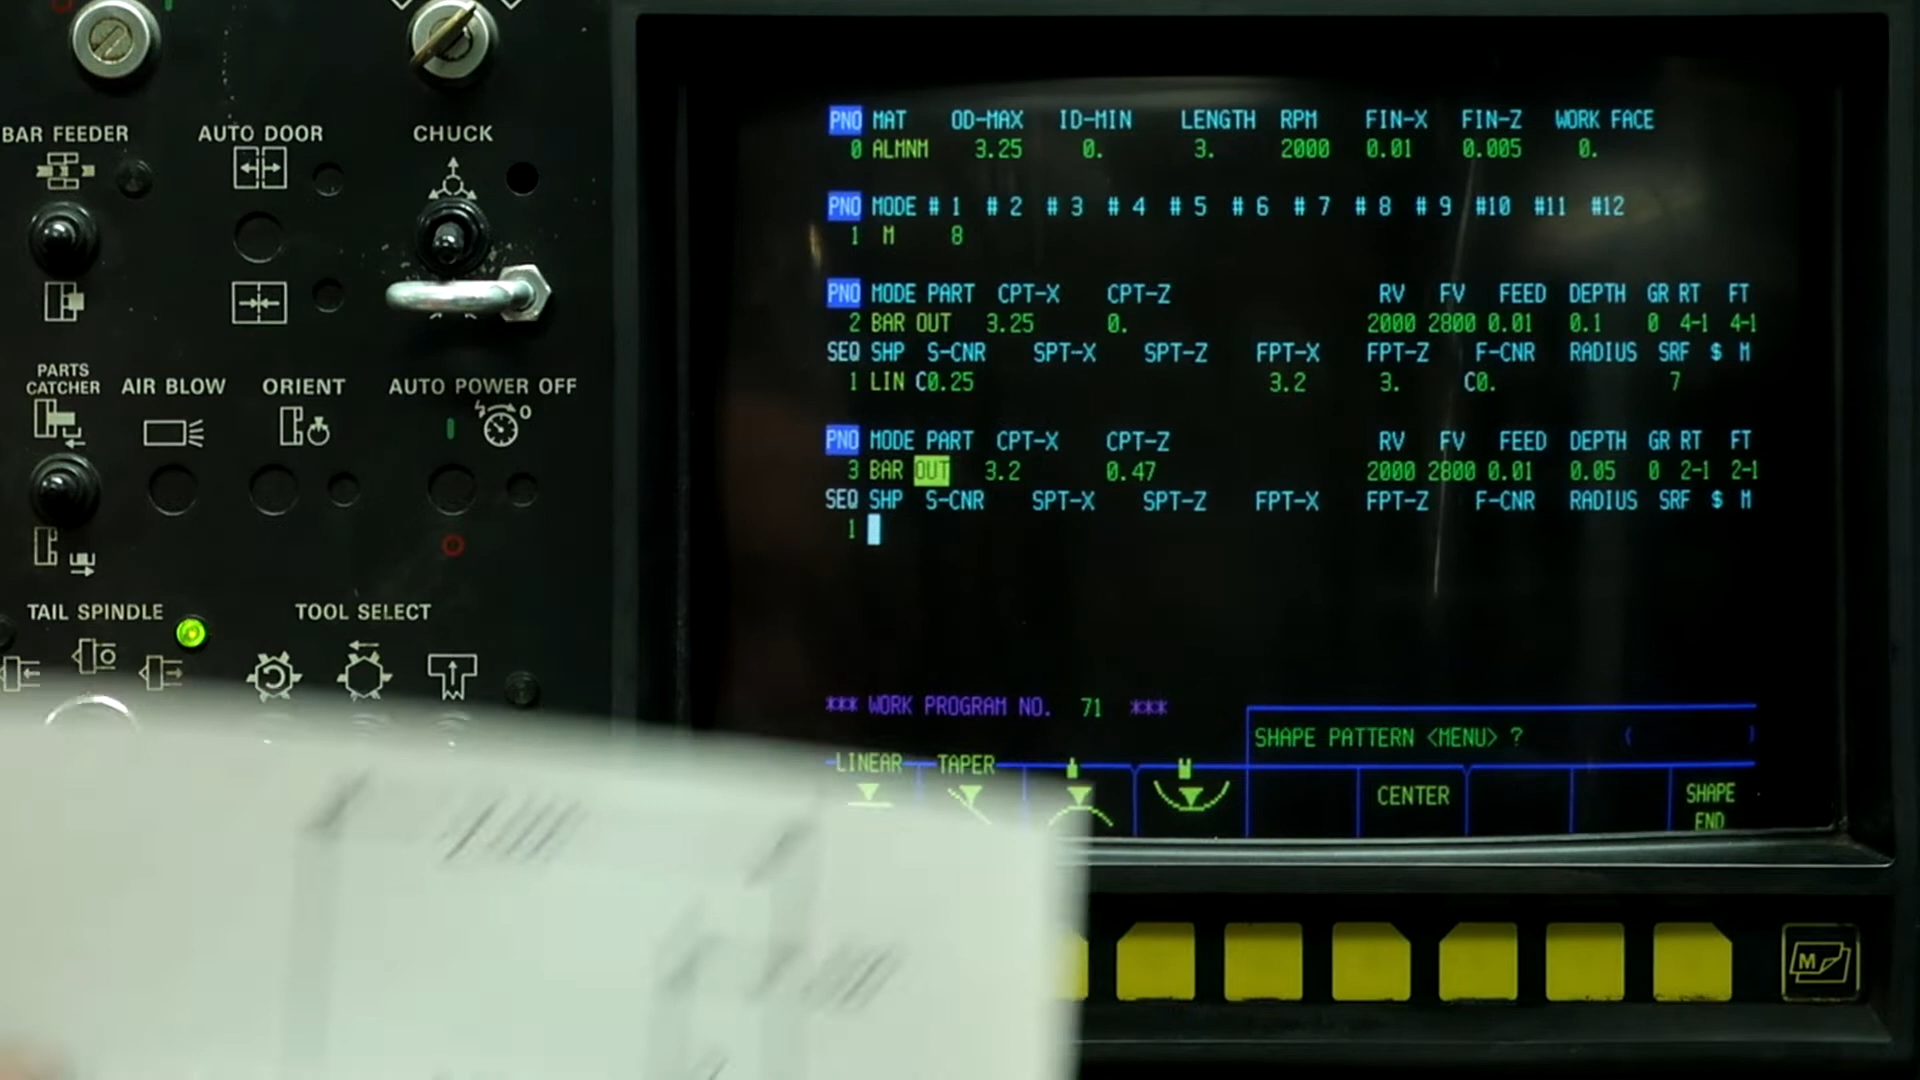 BAR FEEDER AUTO DOOR CHUCK
PARTS CATCHER AIR BLOW ORIENT AUTO POWER OFF
TAIL SPINDLE TOOL SELECT
PNO MAT OD-MAX ID-MIN LENGTH RPM FIN-X FIN-Z WORK FACE
0 ALMNM 3.25 0. 3. 2000 0.01 0.005 0.
PNO MODE # 1 # 2 # 3 # 4 # 5 # 6 # 7 # 8 # 9 #10 #11 #12
1 M 8
PNO MODE PART CPT-X CPT-Z RV FV FEED DEPTH GR RT FT
2 BAR OUT 3.25 0. 2000 2800 0.01 0.1 0 4-1 4-1
SEQ SHP S-CNR SPT-X SPT-Z FPT-X FPT-Z F-CNR RADIUS SRF $ M
1 LIN C0.25 3.2 3. C0. 7
PNO MODE PART CPT-X CPT-Z RV FV FEED DEPTH GR RT FT
3 BAR OUT 3.2 0.47 2000 2800 0.01 0.05 0 2-1 2-1
SEQ SHP S-CNR SPT-X SPT-Z FPT-X FPT-Z F-CNR RADIUS SRF $ M
1
*** WORK PROGRAM NO. 71 ***
SHAPE PATTERN <MENU> ? ( )
LINEAR TAPER CENTER SHAPE END
M